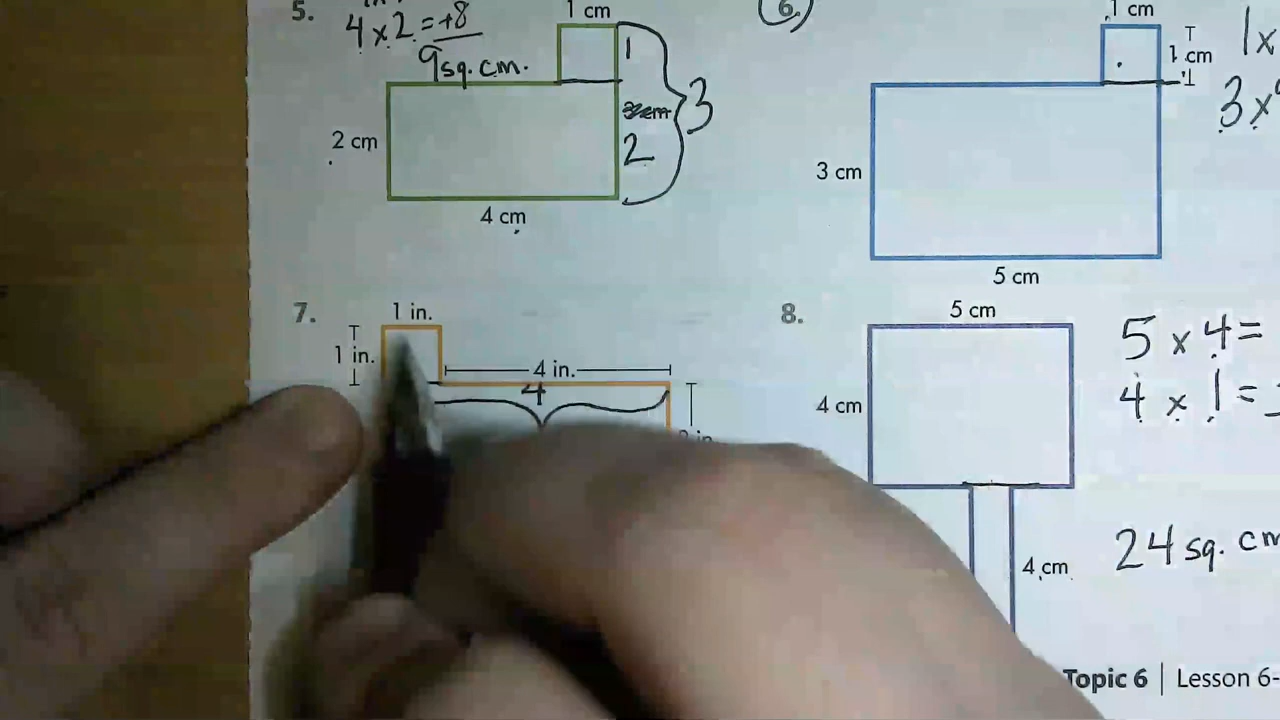 5.
4 x 2 = +8
9 sq. cm.
1 cm
1
2
3
2 cm
4 cm
6.
1 cm
1 cm
1x
3x
3 cm
5 cm
7.
1 in.
1 in.
4 in.
4
8.
5 cm
4 cm
5 x 4 =
4 x 1 =
4 cm
24 sq. cm
Topic 6 | Lesson 6-